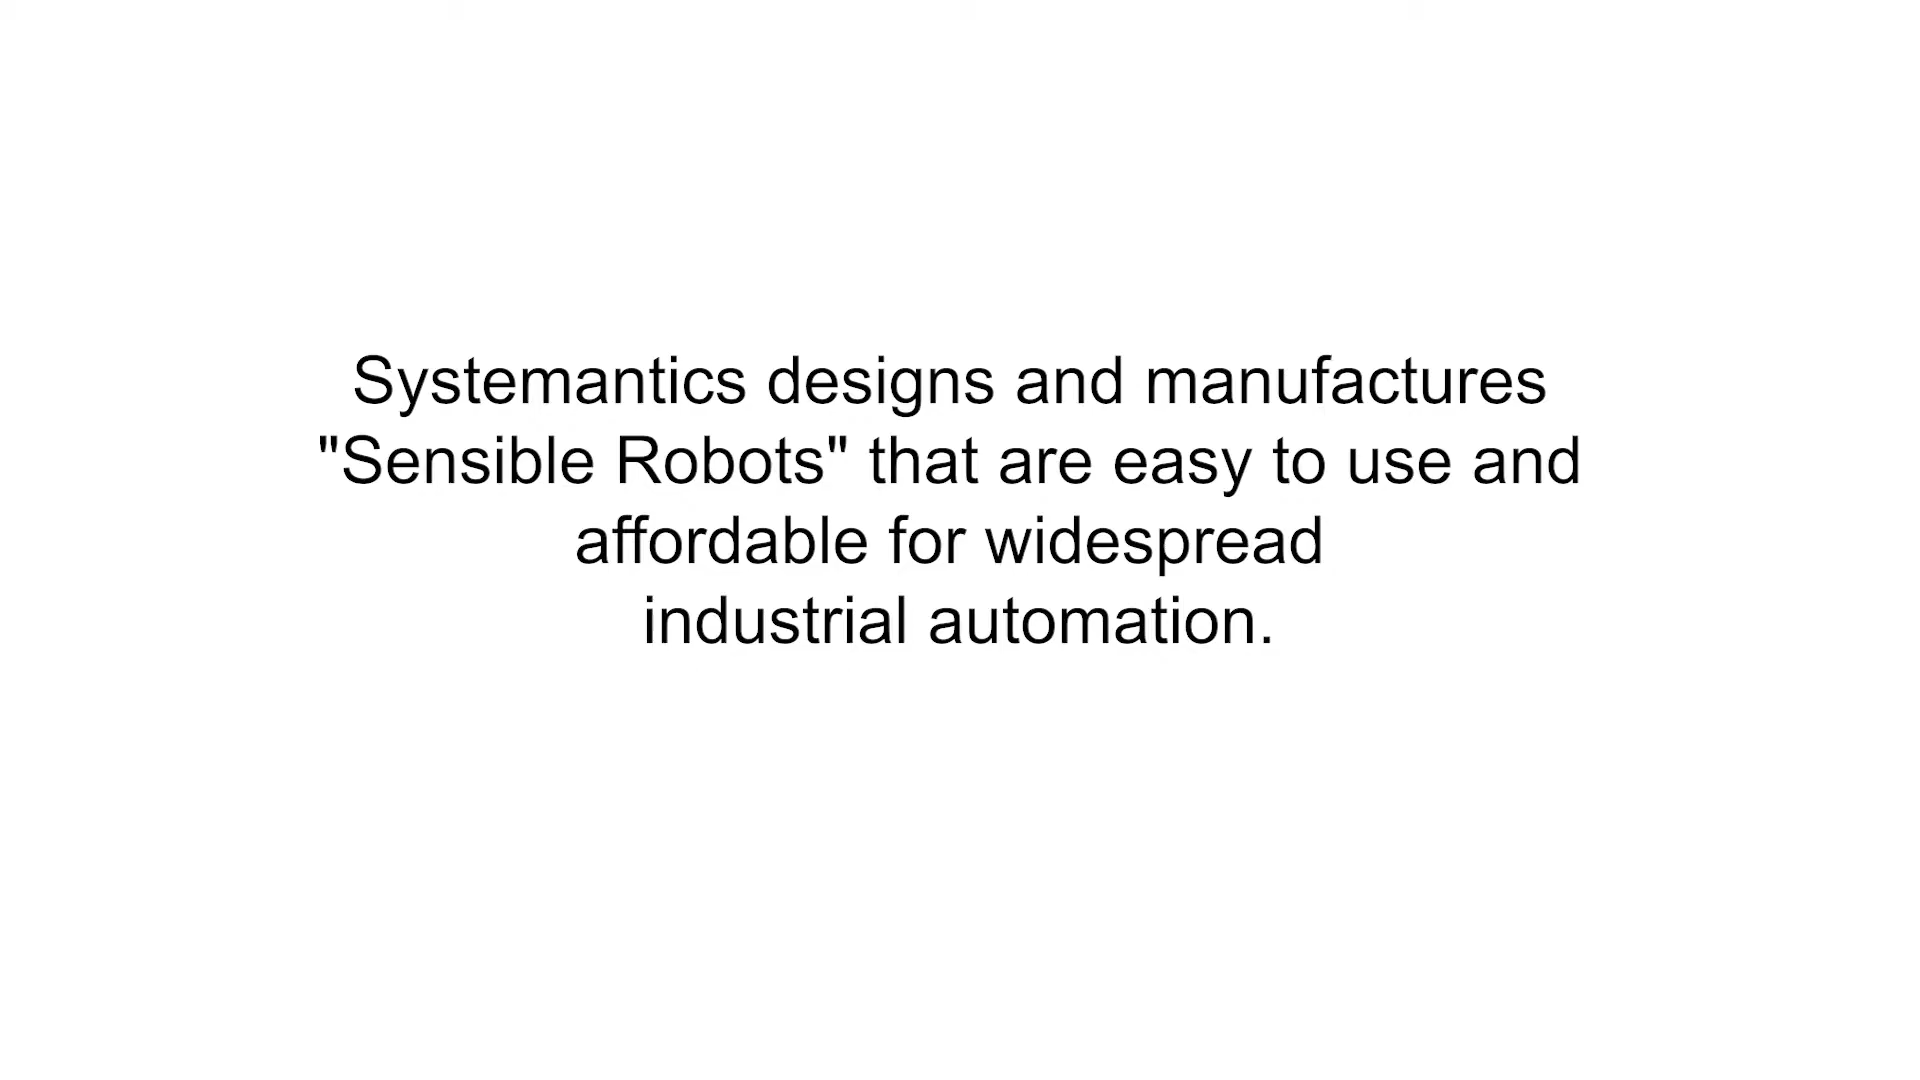 Systemantics designs and manufactures
"Sensible Robots" that are easy to use and
affordable for widespread
industrial automation.